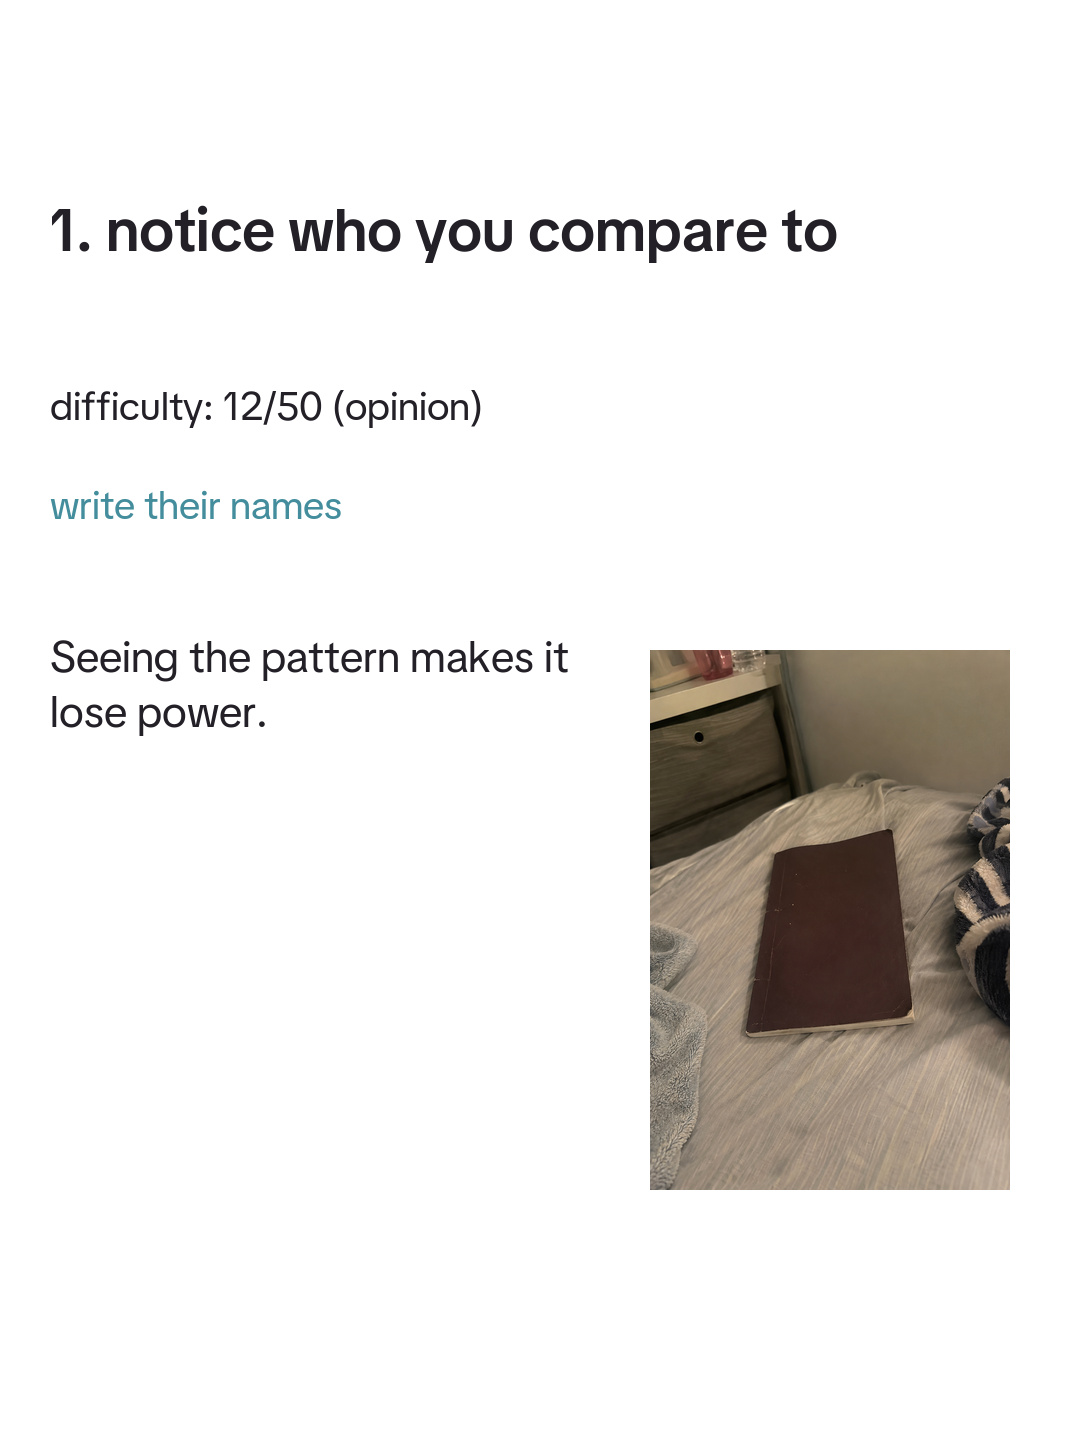 1. notice who you compare to
difficulty: 12/50 (opinion)
write their names
Seeing the pattern makes it
lose power.